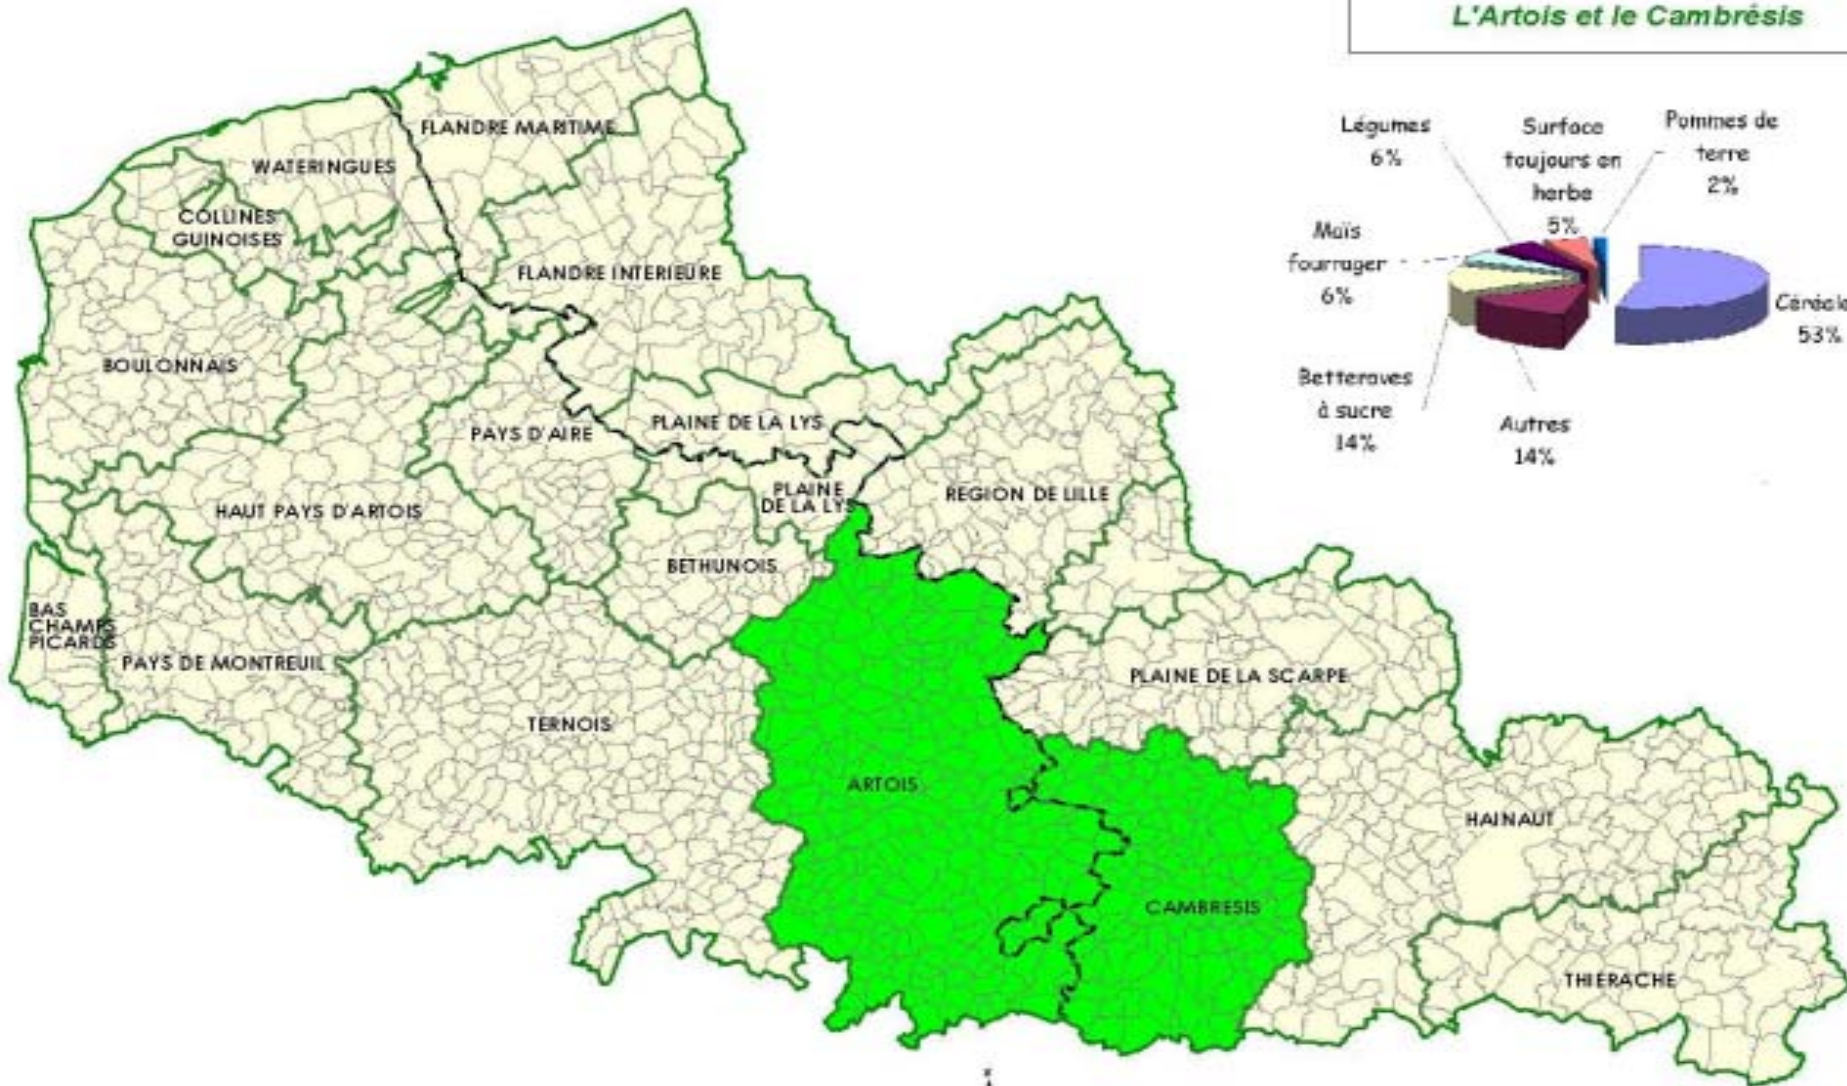 L'Artois et le Cambrésis
Légumes
6%
Surface
toujours en
herbe
5%
Pommes de
terre
2%
Maïs
fourrager
6%
Céréale
53%
Betteraves
à sucre
14%
Autres
14%
FLANDRE MARITIME
WATERINGUES
COLLINES
GUINOISES
FLANDRE INTERIEURE
BOULONNAIS
PLAINE DE LA LYS
PAYS D'AIRE
PLAINE
DE LA LYS
REGION DE LILLE
HAUT PAYS D'ARTOIS
BETHUNOIS
BAS
CHAMPS
PICARDS
PAYS DE MONTREUIL
PLAINE DE LA SCARPE
TERNOIS
ARTOIS
HAINAUT
CAMBRESIS
THIERACHE